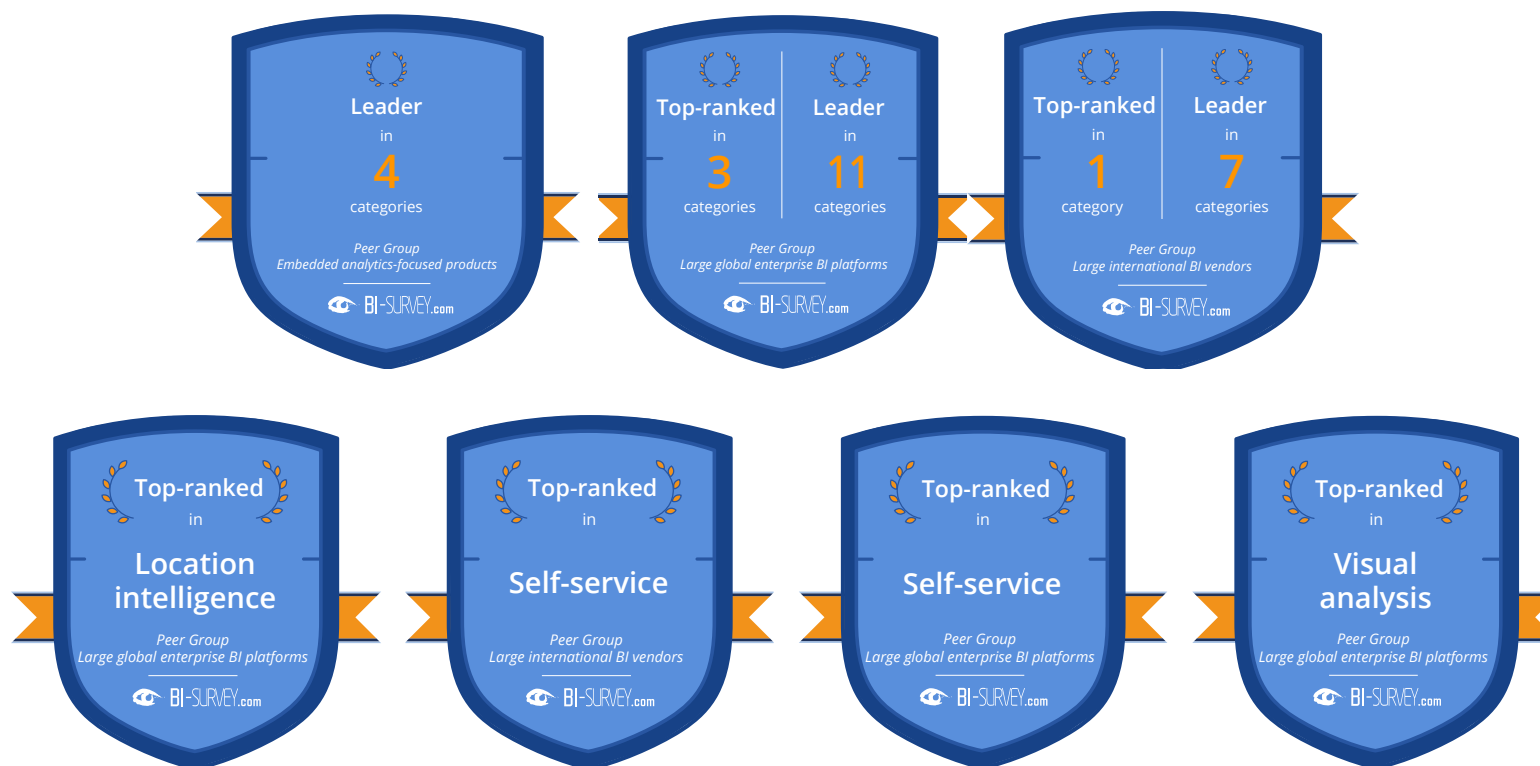 Leader
in
4
categories
Peer Group
Embedded analytics-focused products
BI-SURVEY.com
Top-ranked
in
3
categories
Leader
in
11
categories
Peer Group
Large global enterprise BI platforms
BI-SURVEY.com
Top-ranked
in
1
category
Leader
in
7
categories
Peer Group
Large international BI vendors
BI-SURVEY.com
Top-ranked
in
Location
intelligence
Peer Group
Large global enterprise BI platforms
BI-SURVEY.com
Top-ranked
in
Self-service
Peer Group
Large international BI vendors
BI-SURVEY.com
Top-ranked
in
Self-service
Peer Group
Large global enterprise BI platforms
BI-SURVEY.com
Top-ranked
in
Visual
analysis
Peer Group
Large global enterprise BI platforms
BI-SURVEY.com